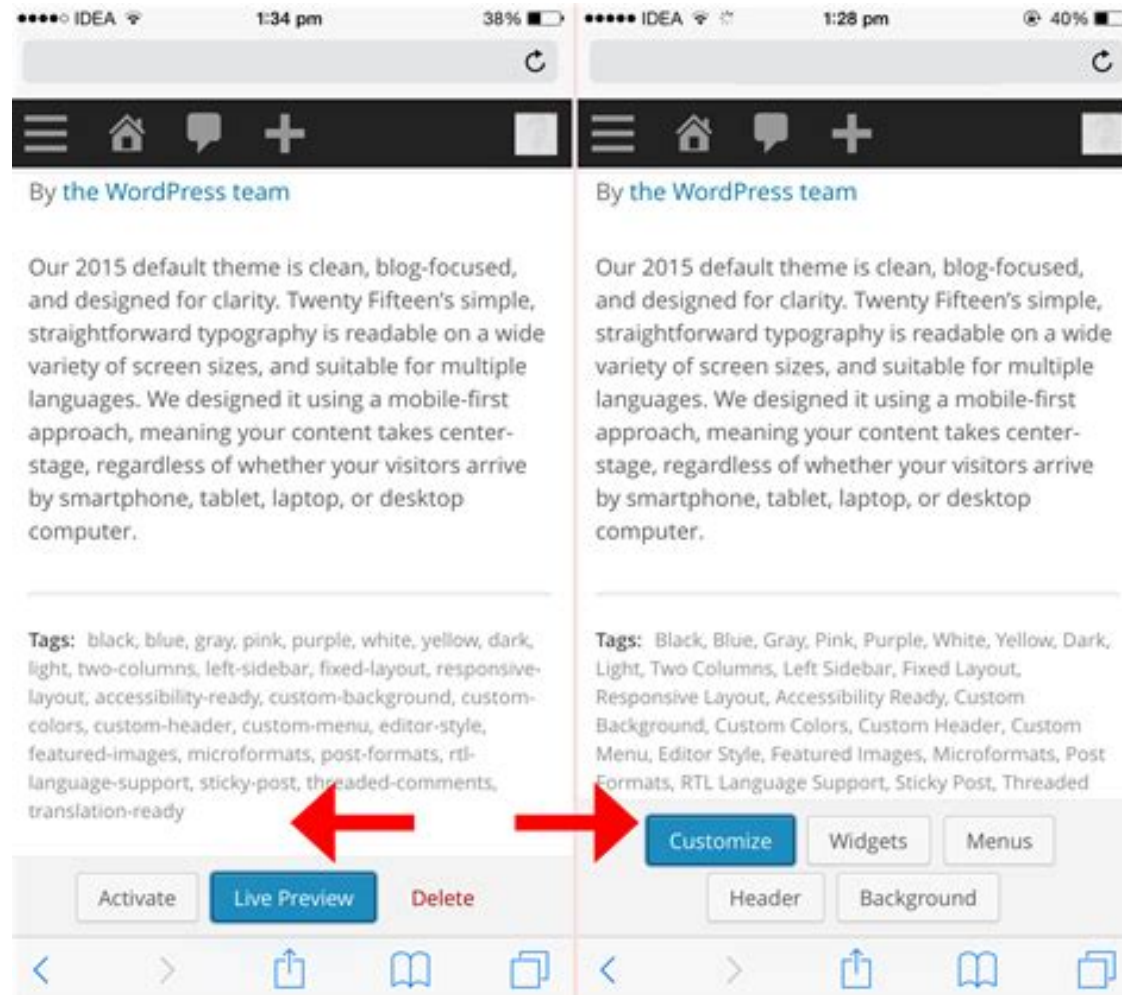 IDEA 1:34 pm 38%
By the WordPress team
Our 2015 default theme is clean, blog-focused,
and designed for clarity. Twenty Fifteen's simple,
straightforward typography is readable on a wide
variety of screen sizes, and suitable for multiple
languages. We designed it using a mobile-first
approach, meaning your content takes center-
stage, regardless of whether your visitors arrive
by smartphone, tablet, laptop, or desktop
computer.
Tags: black, blue, gray, pink, purple, white, yellow, dark,
light, two-columns, left-sidebar, fixed-layout, responsive-
layout, accessibility-ready, custom-background, custom-
colors, custom-header, custom-menu, editor-style,
featured-images, microformats, post-formats, rtl-
language-support, sticky-post, threaded-comments,
translation-ready
Activate Live Preview Delete
IDEA 1:28 pm 40%
By the WordPress team
Our 2015 default theme is clean, blog-focused,
and designed for clarity. Twenty Fifteen's simple,
straightforward typography is readable on a wide
variety of screen sizes, and suitable for multiple
languages. We designed it using a mobile-first
approach, meaning your content takes center-
stage, regardless of whether your visitors arrive
by smartphone, tablet, laptop, or desktop
computer.
Tags: Black, Blue, Gray, Pink, Purple, White, Yellow, Dark,
Light, Two Columns, Left Sidebar, Fixed Layout,
Responsive Layout, Accessibility Ready, Custom
Background, Custom Colors, Custom Header, Custom
Menu, Editor Style, Featured Images, Microformats, Post
Formats, RTL Language Support, Sticky Post, Threaded
Customize Widgets Menus
Header Background